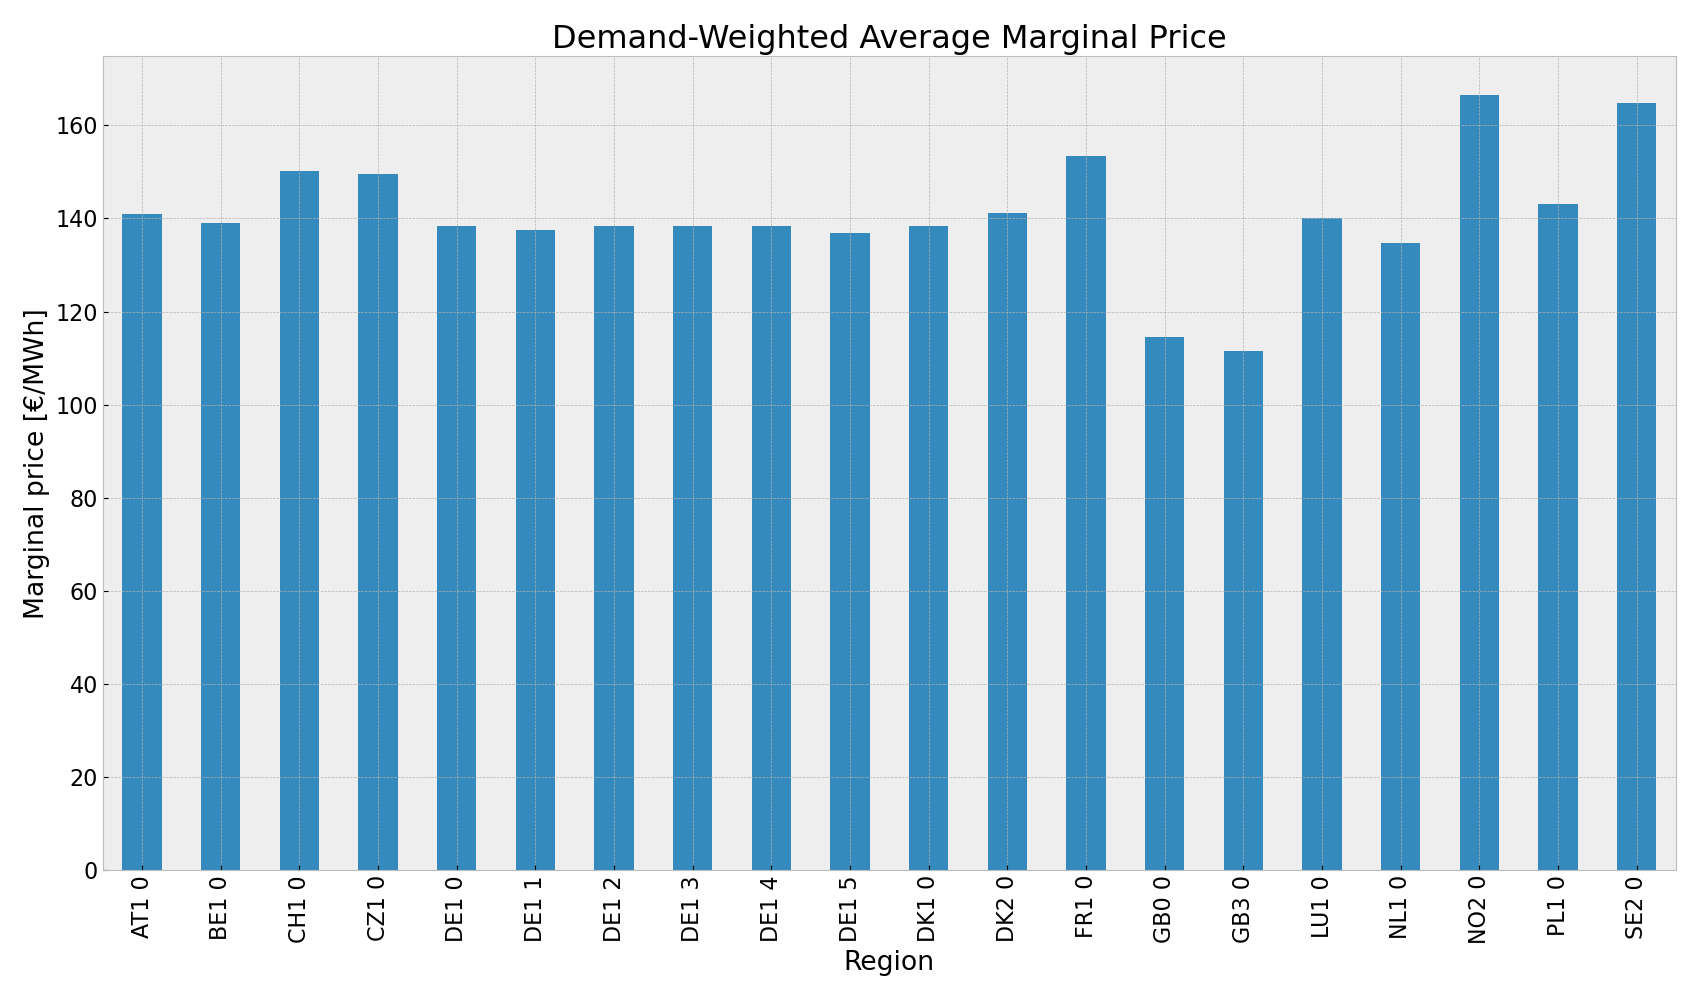 Demand-Weighted Average Marginal Price
Marginal price [€/MWh]
160
140
120
100
80
60
40
20
0
AT1 0
BE1 0
CH1 0
CZ1 0
DE1 0
DE1 1
DE1 2
DE1 3
DE1 4
DE1 5
DK1 0
DK2 0
FR1 0
GB0 0
GB3 0
LU1 0
NL1 0
NO2 0
PL1 0
SE2 0
Region